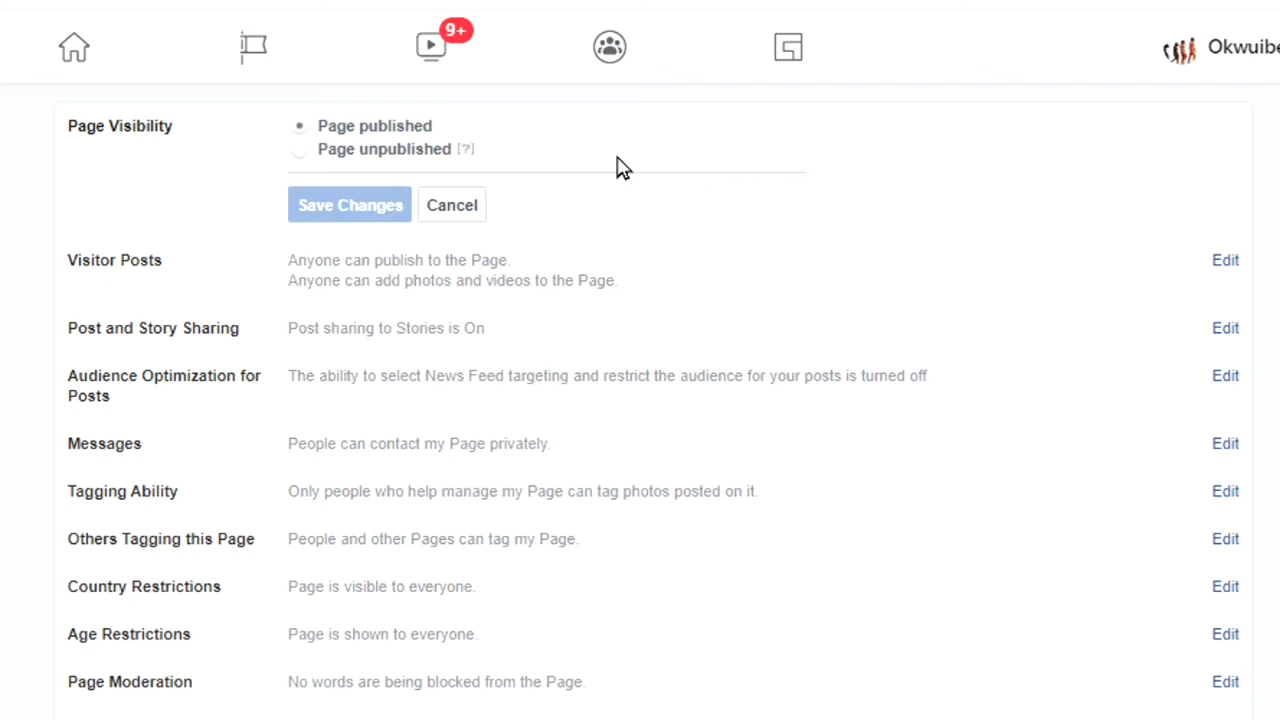 9+
Okwuibe
Page Visibility
Page published
Page unpublished [?]
Save Changes
Cancel
Visitor Posts
Anyone can publish to the Page.
Anyone can add photos and videos to the Page.
Edit
Post and Story Sharing
Post sharing to Stories is On
Edit
Audience Optimization for
Posts
The ability to select News Feed targeting and restrict the audience for your posts is turned off
Edit
Messages
People can contact my Page privately.
Edit
Tagging Ability
Only people who help manage my Page can tag photos posted on it.
Edit
Others Tagging this Page
People and other Pages can tag my Page.
Edit
Country Restrictions
Page is visible to everyone.
Edit
Age Restrictions
Page is shown to everyone.
Edit
Page Moderation
No words are being blocked from the Page.
Edit